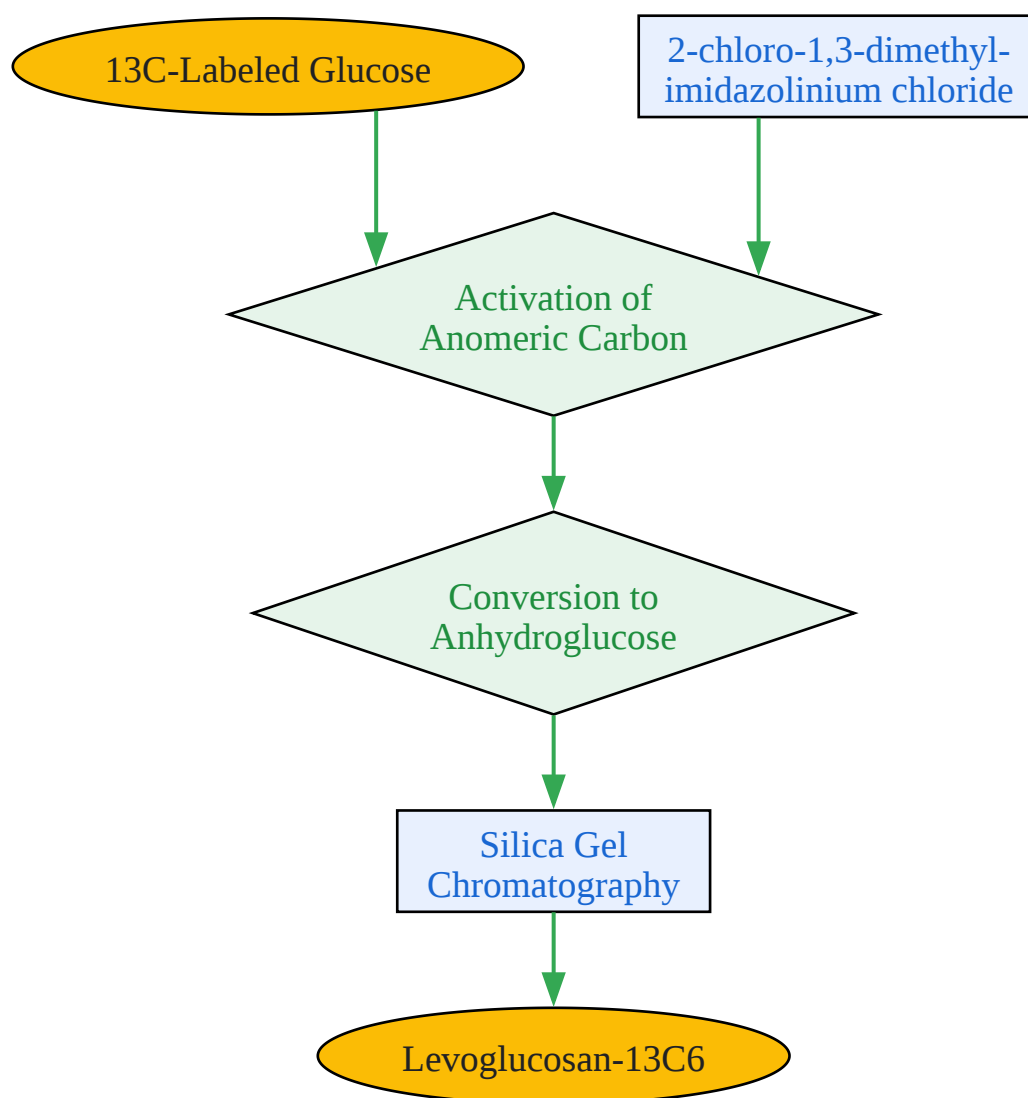 13C-Labeled Glucose
2-chloro-1,3-dimethyl-
imidazolinium chloride
Activation of
Anomeric Carbon
Conversion to
Anhydroglucose
Silica Gel
Chromatography
Levoglucosan-13C6